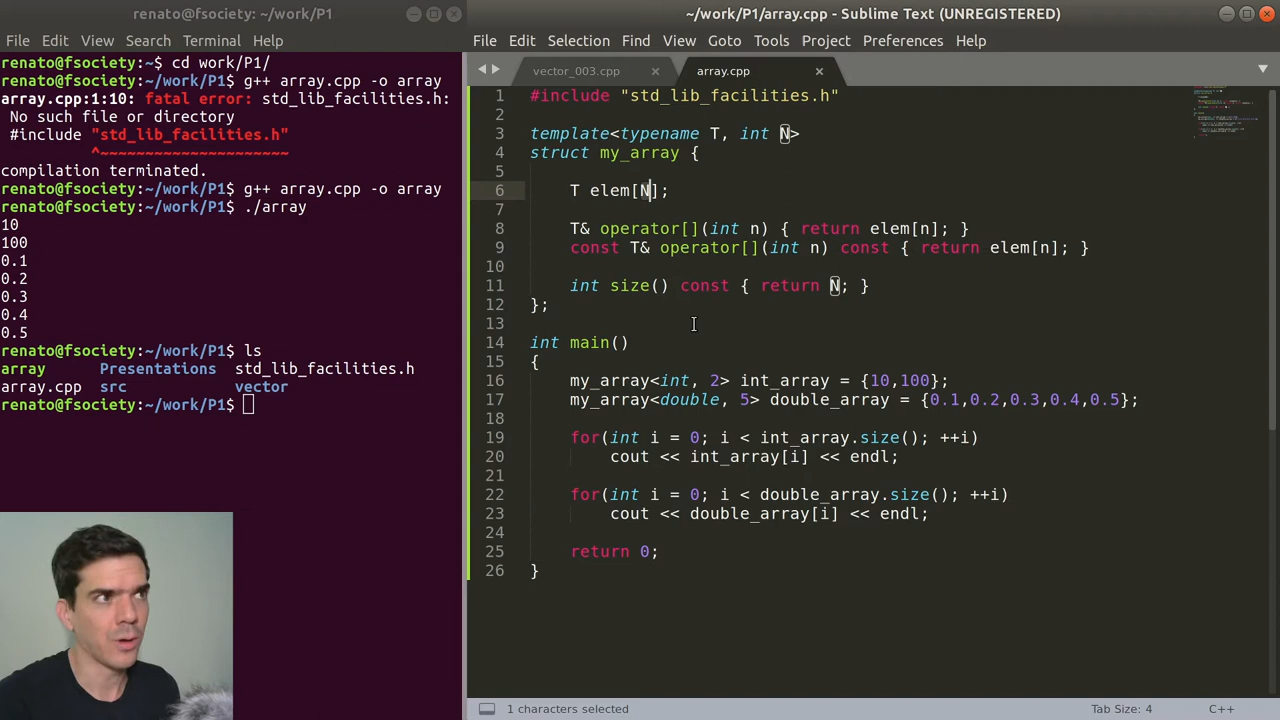 renato@fsociety: ~/work/P1
File Edit View Search Terminal Help
renato@fsociety:~$ cd work/P1/
renato@fsociety:~/work/P1$ g++ array.cpp -o array
array.cpp:1:10: fatal error: std_lib_facilities.h:
 No such file or directory
 #include "std_lib_facilities.h"
          ^~~~~~~~~~~~~~~~~~~~~~
compilation terminated.
renato@fsociety:~/work/P1$ g++ array.cpp -o array
renato@fsociety:~/work/P1$ ./array
10
100
0.1
0.2
0.3
0.4
0.5
renato@fsociety:~/work/P1$ ls
array Presentations std_lib_facilities.h
array.cpp src vector
renato@fsociety:~/work/P1$
~/work/P1/array.cpp - Sublime Text (UNREGISTERED)
File Edit Selection Find View Goto Tools Project Preferences Help
vector_003.cpp array.cpp
1 #include "std_lib_facilities.h"
2
3 template<typename T, int N>
4 struct my_array {
5
6     T elem[N];
7
8     T& operator[](int n) { return elem[n]; }
9     const T& operator[](int n) const { return elem[n]; }
10
11     int size() const { return N; }
12 };
13
14 int main()
15 {
16     my_array<int, 2> int_array = {10,100};
17     my_array<double, 5> double_array = {0.1,0.2,0.3,0.4,0.5};
18
19     for(int i = 0; i < int_array.size(); ++i)
20         cout << int_array[i] << endl;
21
22     for(int i = 0; i < double_array.size(); ++i)
23         cout << double_array[i] << endl;
24
25     return 0;
26 }
1 characters selected Tab Size: 4 C++